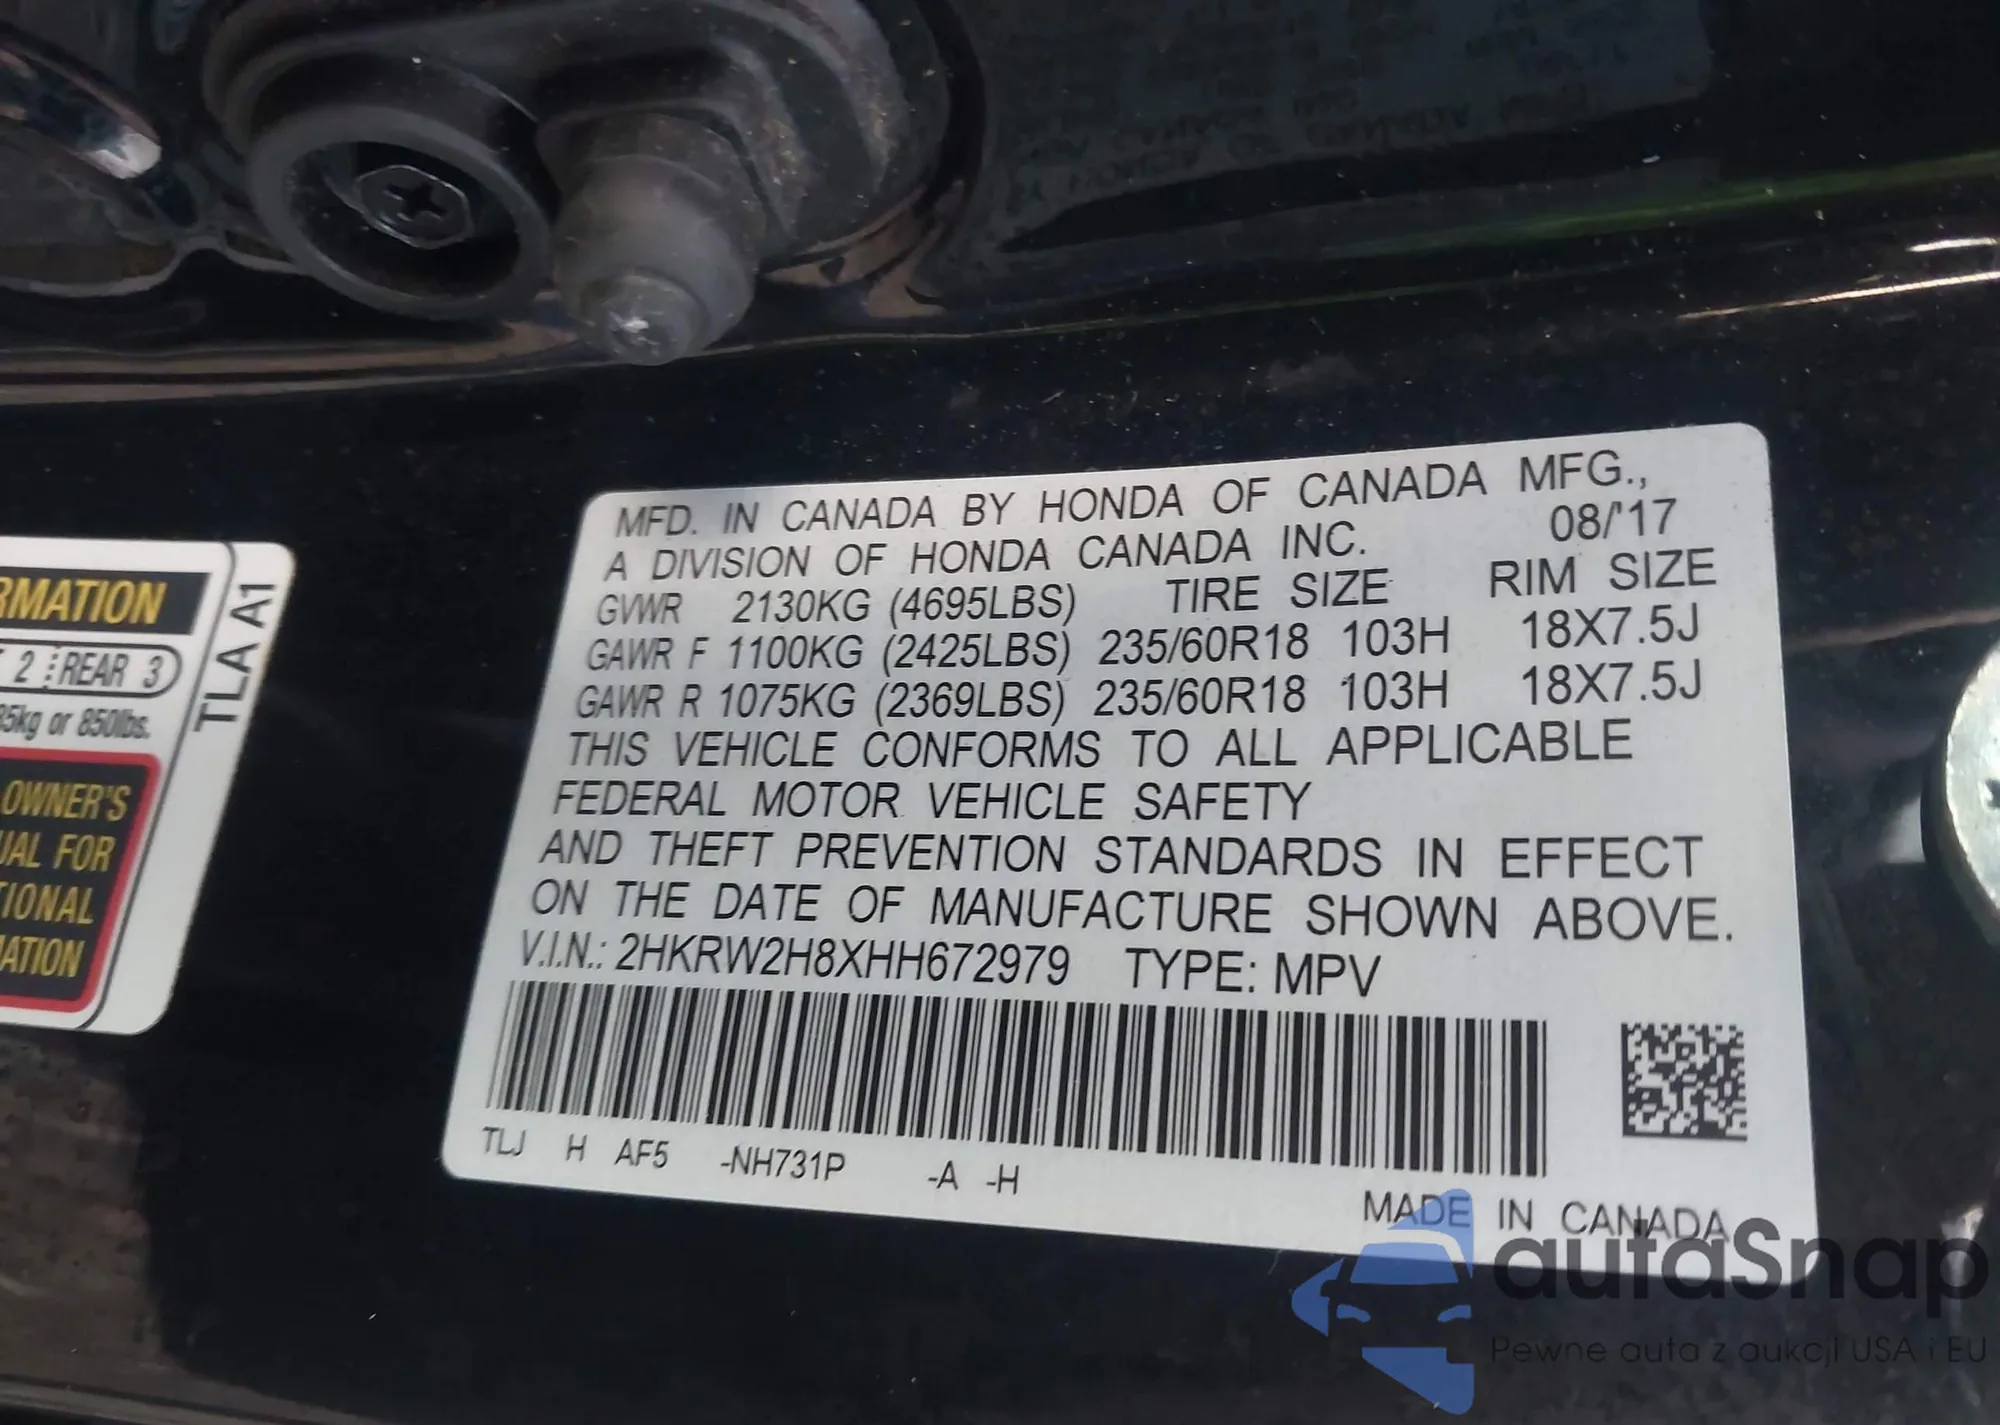 RMATION
2 REAR 3
85kg or 850lbs.
OWNER'S
UAL FOR
TIONAL
MATION
TLA A1
MFD. IN CANADA BY HONDA OF CANADA MFG.,
A DIVISION OF HONDA CANADA INC. 08/'17
GVWR 2130KG (4695LBS) TIRE SIZE RIM SIZE
GAWR F 1100KG (2425LBS) 235/60R18 103H 18X7.5J
GAWR R 1075KG (2369LBS) 235/60R18 103H 18X7.5J
THIS VEHICLE CONFORMS TO ALL APPLICABLE
FEDERAL MOTOR VEHICLE SAFETY
AND THEFT PREVENTION STANDARDS IN EFFECT
ON THE DATE OF MANUFACTURE SHOWN ABOVE.
V.I.N.: 2HKRW2H8XHH672979 TYPE: MPV
TLJ H AF5 -NH731P -A -H
MADE IN CANADA
autaSnap
Pewne auta z aukcji USA i EU